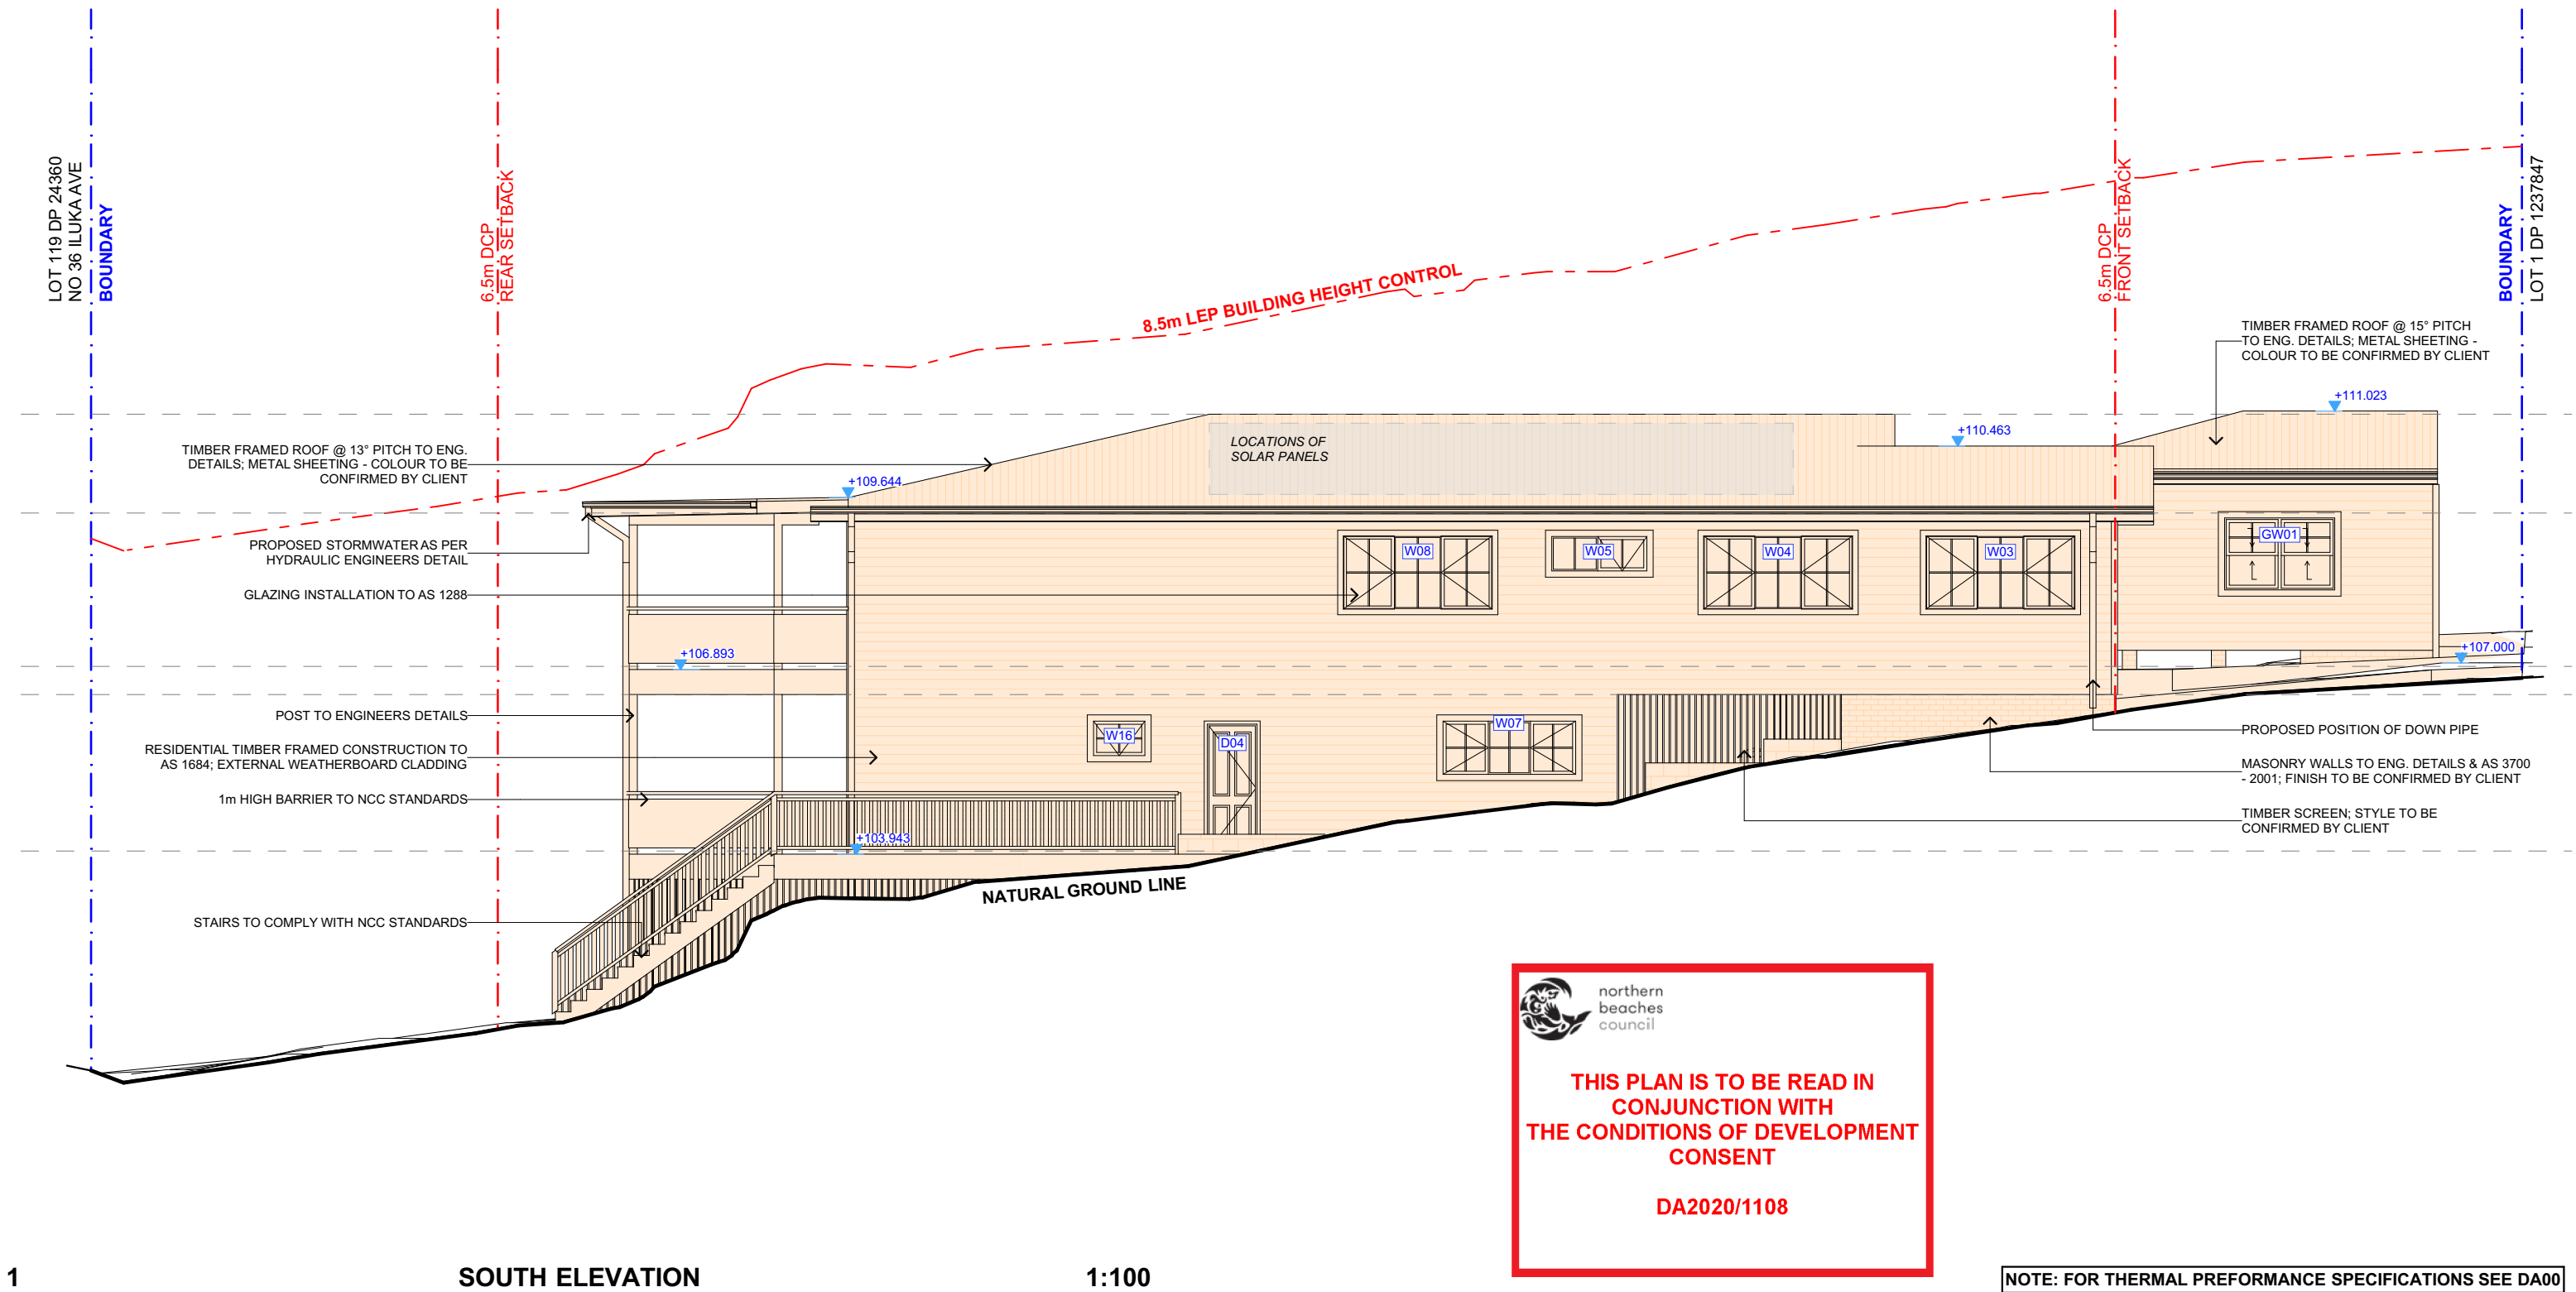 LOT 119 DP 24360
NO 36 ILUKA AVE
BOUNDARY
6.5m DCP
REAR SETBACK
8.5m LEP BUILDING HEIGHT CONTROL
6.5m DCP
FRONT SETBACK
BOUNDARY
LOT 1 DP 1237847
TIMBER FRAMED ROOF @ 15° PITCH
TO ENG. DETAILS; METAL SHEETING -
COLOUR TO BE CONFIRMED BY CLIENT
+111.023
+110.463
LOCATIONS OF
SOLAR PANELS
TIMBER FRAMED ROOF @ 13° PITCH TO ENG.
DETAILS; METAL SHEETING - COLOUR TO BE
CONFIRMED BY CLIENT
+109.644
PROPOSED STORMWATER AS PER
HYDRAULIC ENGINEERS DETAIL
W08
W05
W04
W03
GW01
GLAZING INSTALLATION TO AS 1288
+106.893
+107.000
POST TO ENGINEERS DETAILS
W16
D04
W07
PROPOSED POSITION OF DOWN PIPE
RESIDENTIAL TIMBER FRAMED CONSTRUCTION TO
AS 1684; EXTERNAL WEATHERBOARD CLADDING
MASONRY WALLS TO ENG. DETAILS & AS 3700
- 2001; FINISH TO BE CONFIRMED BY CLIENT
1m HIGH BARRIER TO NCC STANDARDS
TIMBER SCREEN; STYLE TO BE
CONFIRMED BY CLIENT
+103.943
NATURAL GROUND LINE
STAIRS TO COMPLY WITH NCC STANDARDS
northern
beaches
council
THIS PLAN IS TO BE READ IN
CONJUNCTION WITH
THE CONDITIONS OF DEVELOPMENT
CONSENT
DA2020/1108
1
SOUTH ELEVATION
1:100
NOTE: FOR THERMAL PREFORMANCE SPECIFICATIONS SEE DA00